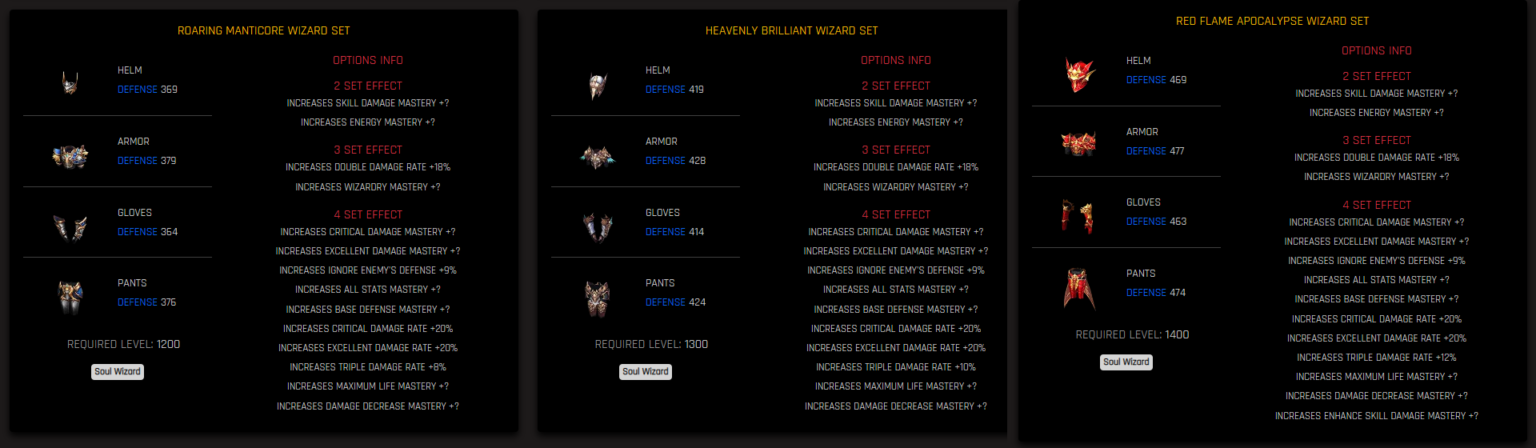 ROARING MANTICORE WIZARD SET
HELM
DEFENSE 369
ARMOR
DEFENSE 379
GLOVES
DEFENSE 364
PANTS
DEFENSE 376
REQUIRED LEVEL: 1200
Soul Wizard
OPTIONS INFO
2 SET EFFECT
INCREASES SKILL DAMAGE MASTERY +?
INCREASES ENERGY MASTERY +?
3 SET EFFECT
INCREASES DOUBLE DAMAGE RATE +18%
INCREASES WIZARDRY MASTERY +?
4 SET EFFECT
INCREASES CRITICAL DAMAGE MASTERY +?
INCREASES EXCELLENT DAMAGE MASTERY +?
INCREASES IGNORE ENEMY'S DEFENSE +9%
INCREASES ALL STATS MASTERY +?
INCREASES BASE DEFENSE MASTERY +?
INCREASES CRITICAL DAMAGE RATE +20%
INCREASES EXCELLENT DAMAGE RATE +20%
INCREASES TRIPLE DAMAGE RATE +8%
INCREASES MAXIMUM LIFE MASTERY +?
INCREASES DAMAGE DECREASE MASTERY +?
HEAVENLY BRILLIANT WIZARD SET
HELM
DEFENSE 419
ARMOR
DEFENSE 428
GLOVES
DEFENSE 414
PANTS
DEFENSE 424
REQUIRED LEVEL: 1300
Soul Wizard
OPTIONS INFO
2 SET EFFECT
INCREASES SKILL DAMAGE MASTERY +?
INCREASES ENERGY MASTERY +?
3 SET EFFECT
INCREASES DOUBLE DAMAGE RATE +18%
INCREASES WIZARDRY MASTERY +?
4 SET EFFECT
INCREASES CRITICAL DAMAGE MASTERY +?
INCREASES EXCELLENT DAMAGE MASTERY +?
INCREASES IGNORE ENEMY'S DEFENSE +9%
INCREASES ALL STATS MASTERY +?
INCREASES BASE DEFENSE MASTERY +?
INCREASES CRITICAL DAMAGE RATE +20%
INCREASES EXCELLENT DAMAGE RATE +20%
INCREASES TRIPLE DAMAGE RATE +10%
INCREASES MAXIMUM LIFE MASTERY +?
INCREASES DAMAGE DECREASE MASTERY +?
RED FLAME APOCALYPSE WIZARD SET
HELM
DEFENSE 469
ARMOR
DEFENSE 477
GLOVES
DEFENSE 463
PANTS
DEFENSE 474
REQUIRED LEVEL: 1400
Soul Wizard
OPTIONS INFO
2 SET EFFECT
INCREASES SKILL DAMAGE MASTERY +?
INCREASES ENERGY MASTERY +?
3 SET EFFECT
INCREASES DOUBLE DAMAGE RATE +18%
INCREASES WIZARDRY MASTERY +?
4 SET EFFECT
INCREASES CRITICAL DAMAGE MASTERY +?
INCREASES EXCELLENT DAMAGE MASTERY +?
INCREASES IGNORE ENEMY'S DEFENSE +9%
INCREASES ALL STATS MASTERY +?
INCREASES BASE DEFENSE MASTERY +?
INCREASES CRITICAL DAMAGE RATE +20%
INCREASES EXCELLENT DAMAGE RATE +20%
INCREASES TRIPLE DAMAGE RATE +12%
INCREASES MAXIMUM LIFE MASTERY +?
INCREASES DAMAGE DECREASE MASTERY +?
INCREASES ENHANCE SKILL DAMAGE MASTERY +?